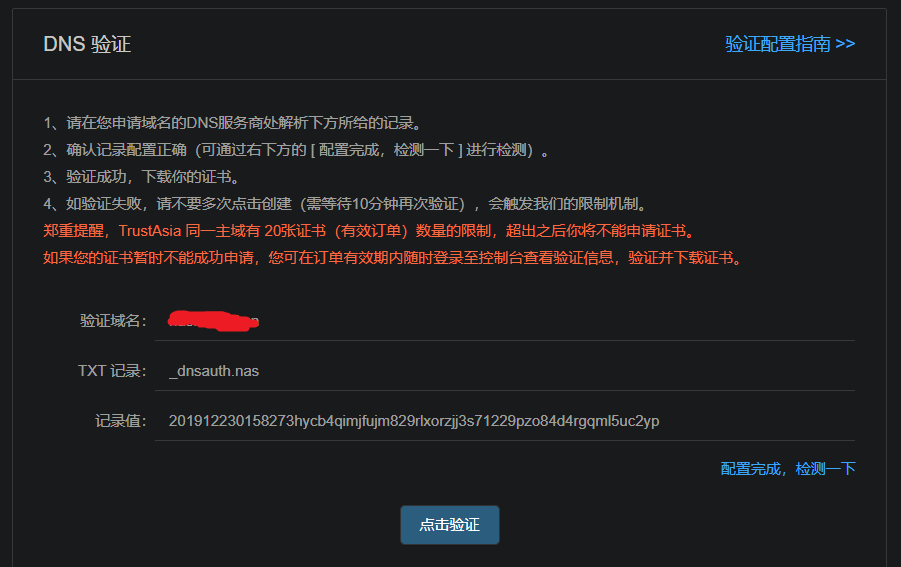 DNS 验证
验证配置指南 >>
1、请在您申请域名的DNS服务商处解析下方所给的记录。
2、确认记录配置正确（可通过右下方的 [ 配置完成，检测一下 ] 进行检测）。
3、验证成功，下载你的证书。
4、如验证失败，请不要多次点击创建（需等待10分钟再次验证），会触发我们的限制机制。
郑重提醒，TrustAsia 同一主域有 20张证书（有效订单）数量的限制，超出之后你将不能申请证书。
如果您的证书暂时不能成功申请，您可在订单有效期内随时登录至控制台查看验证信息，验证并下载证书。
验证域名：
TXT 记录： _dnsauth.nas
记录值： 201912230158273hycb4qimjfujm829rlxorzjj3s71229pzo84d4rgqml5uc2yp
配置完成，检测一下
点击验证